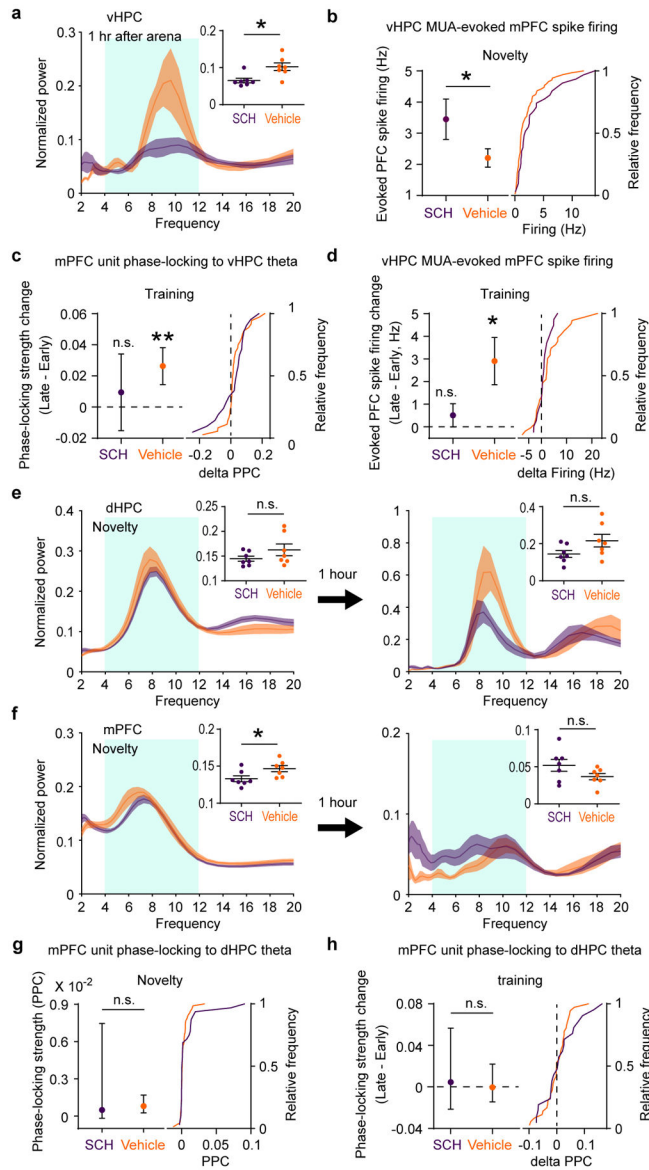 a
vHPC
1 hr after arena
*
0.2
0.1
0
SCH
Vehicle
0.3
0.2
0.1
0
Normalized power
2 4 6 8 10 12 14 16 18 20
Frequency
b
vHPC MUA-evoked mPFC spike firing
Novelty
*
5
4
3
2
1
Evoked PFC spike firing (Hz)
SCH
Vehicle
0 5 10
Firing (Hz)
1
0.5
0
Relative frequency
c
mPFC unit phase-locking to vHPC theta
Training
n.s.
**
0.06
0.04
0.02
0
-0.02
Phase-locking strength change
(Late - Early)
SCH
Vehicle
-0.2 0 0.2
delta PPC
1
0.5
0
Relative frequency
d
vHPC MUA-evoked mPFC spike firing
Training
n.s.
*
5
4
3
2
1
0
Evoked PFC spike firing change
(Late - Early, Hz)
SCH
Vehicle
-5 0 10 20
delta Firing (Hz)
1
0.5
0
Relative frequency
e
dHPC
Novelty
n.s.
0.25
0.2
0.15
0.1
SCH
Vehicle
0.4
0.3
0.2
0.1
0
Normalized power
2 4 6 8 10 12 14 16 18 20
Frequency
1 hour
n.s.
0.4
0.2
0
SCH
Vehicle
1
0.8
0.6
0.4
0.2
0
2 4 6 8 10 12 14 16 18 20
Frequency
f
mPFC
Novelty
*
0.2
0.15
0.1
SCH
Vehicle
0.3
0.2
0.1
0
Normalized power
2 4 6 8 10 12 14 16 18 20
Frequency
1 hour
n.s.
0.1
0.05
0
SCH
Vehicle
0.2
0.1
0
2 4 6 8 10 12 14 16 18 20
Frequency
g
mPFC unit phase-locking to dHPC theta
X 10-2
Novelty
n.s.
0.9
0.6
0.3
0
Phase-locking strength (PPC)
SCH
Vehicle
0 0.05 0.1
PPC
1
0.5
0
Relative frequency
h
mPFC unit phase-locking to dHPC theta
training
n.s.
0.08
0.04
0
-0.04
Phase-locking strength change
(Late - Early)
SCH
Vehicle
-0.1 0 0.1
delta PPC
1
0.5
0
Relative frequency